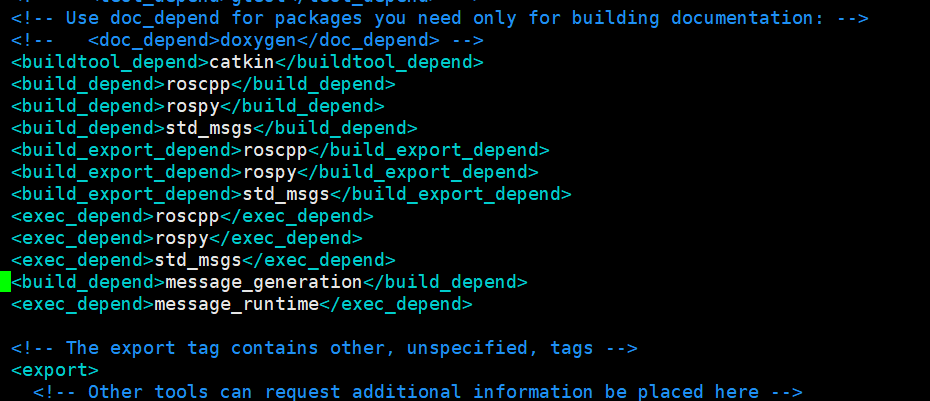 <!-- Use doc_depend for packages you need only for building documentation: -->
<!--   <doc_depend>doxygen</doc_depend> -->
<buildtool_depend>catkin</buildtool_depend>
<build_depend>roscpp</build_depend>
<build_depend>rospy</build_depend>
<build_depend>std_msgs</build_depend>
<build_export_depend>roscpp</build_export_depend>
<build_export_depend>rospy</build_export_depend>
<build_export_depend>std_msgs</build_export_depend>
<exec_depend>roscpp</exec_depend>
<exec_depend>rospy</exec_depend>
<exec_depend>std_msgs</exec_depend>
<build_depend>message_generation</build_depend>
<exec_depend>message_runtime</exec_depend>
<!-- The export tag contains other, unspecified, tags -->
<export>
<!-- Other tools can request additional information be placed here -->